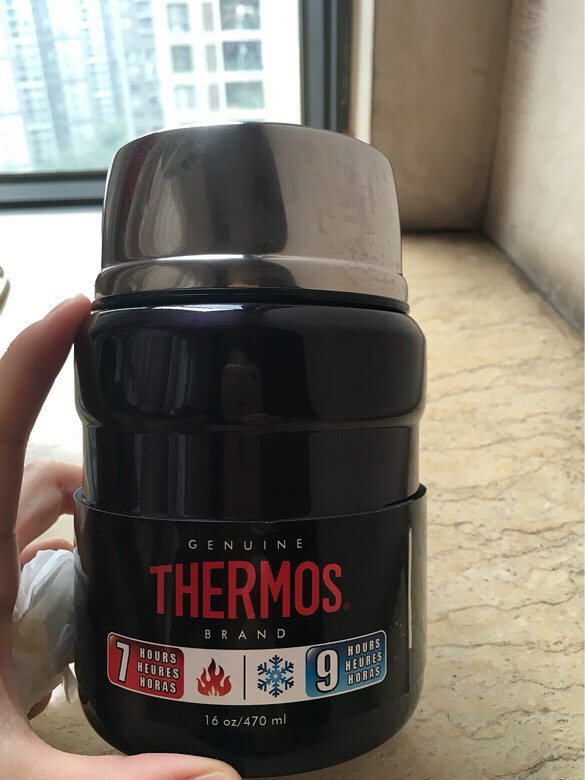 GENUINE
THERMOS®
BRAND
7 HOURS HEURES HORAS
9 HOURS HEURES HORAS
16 oz/470 ml